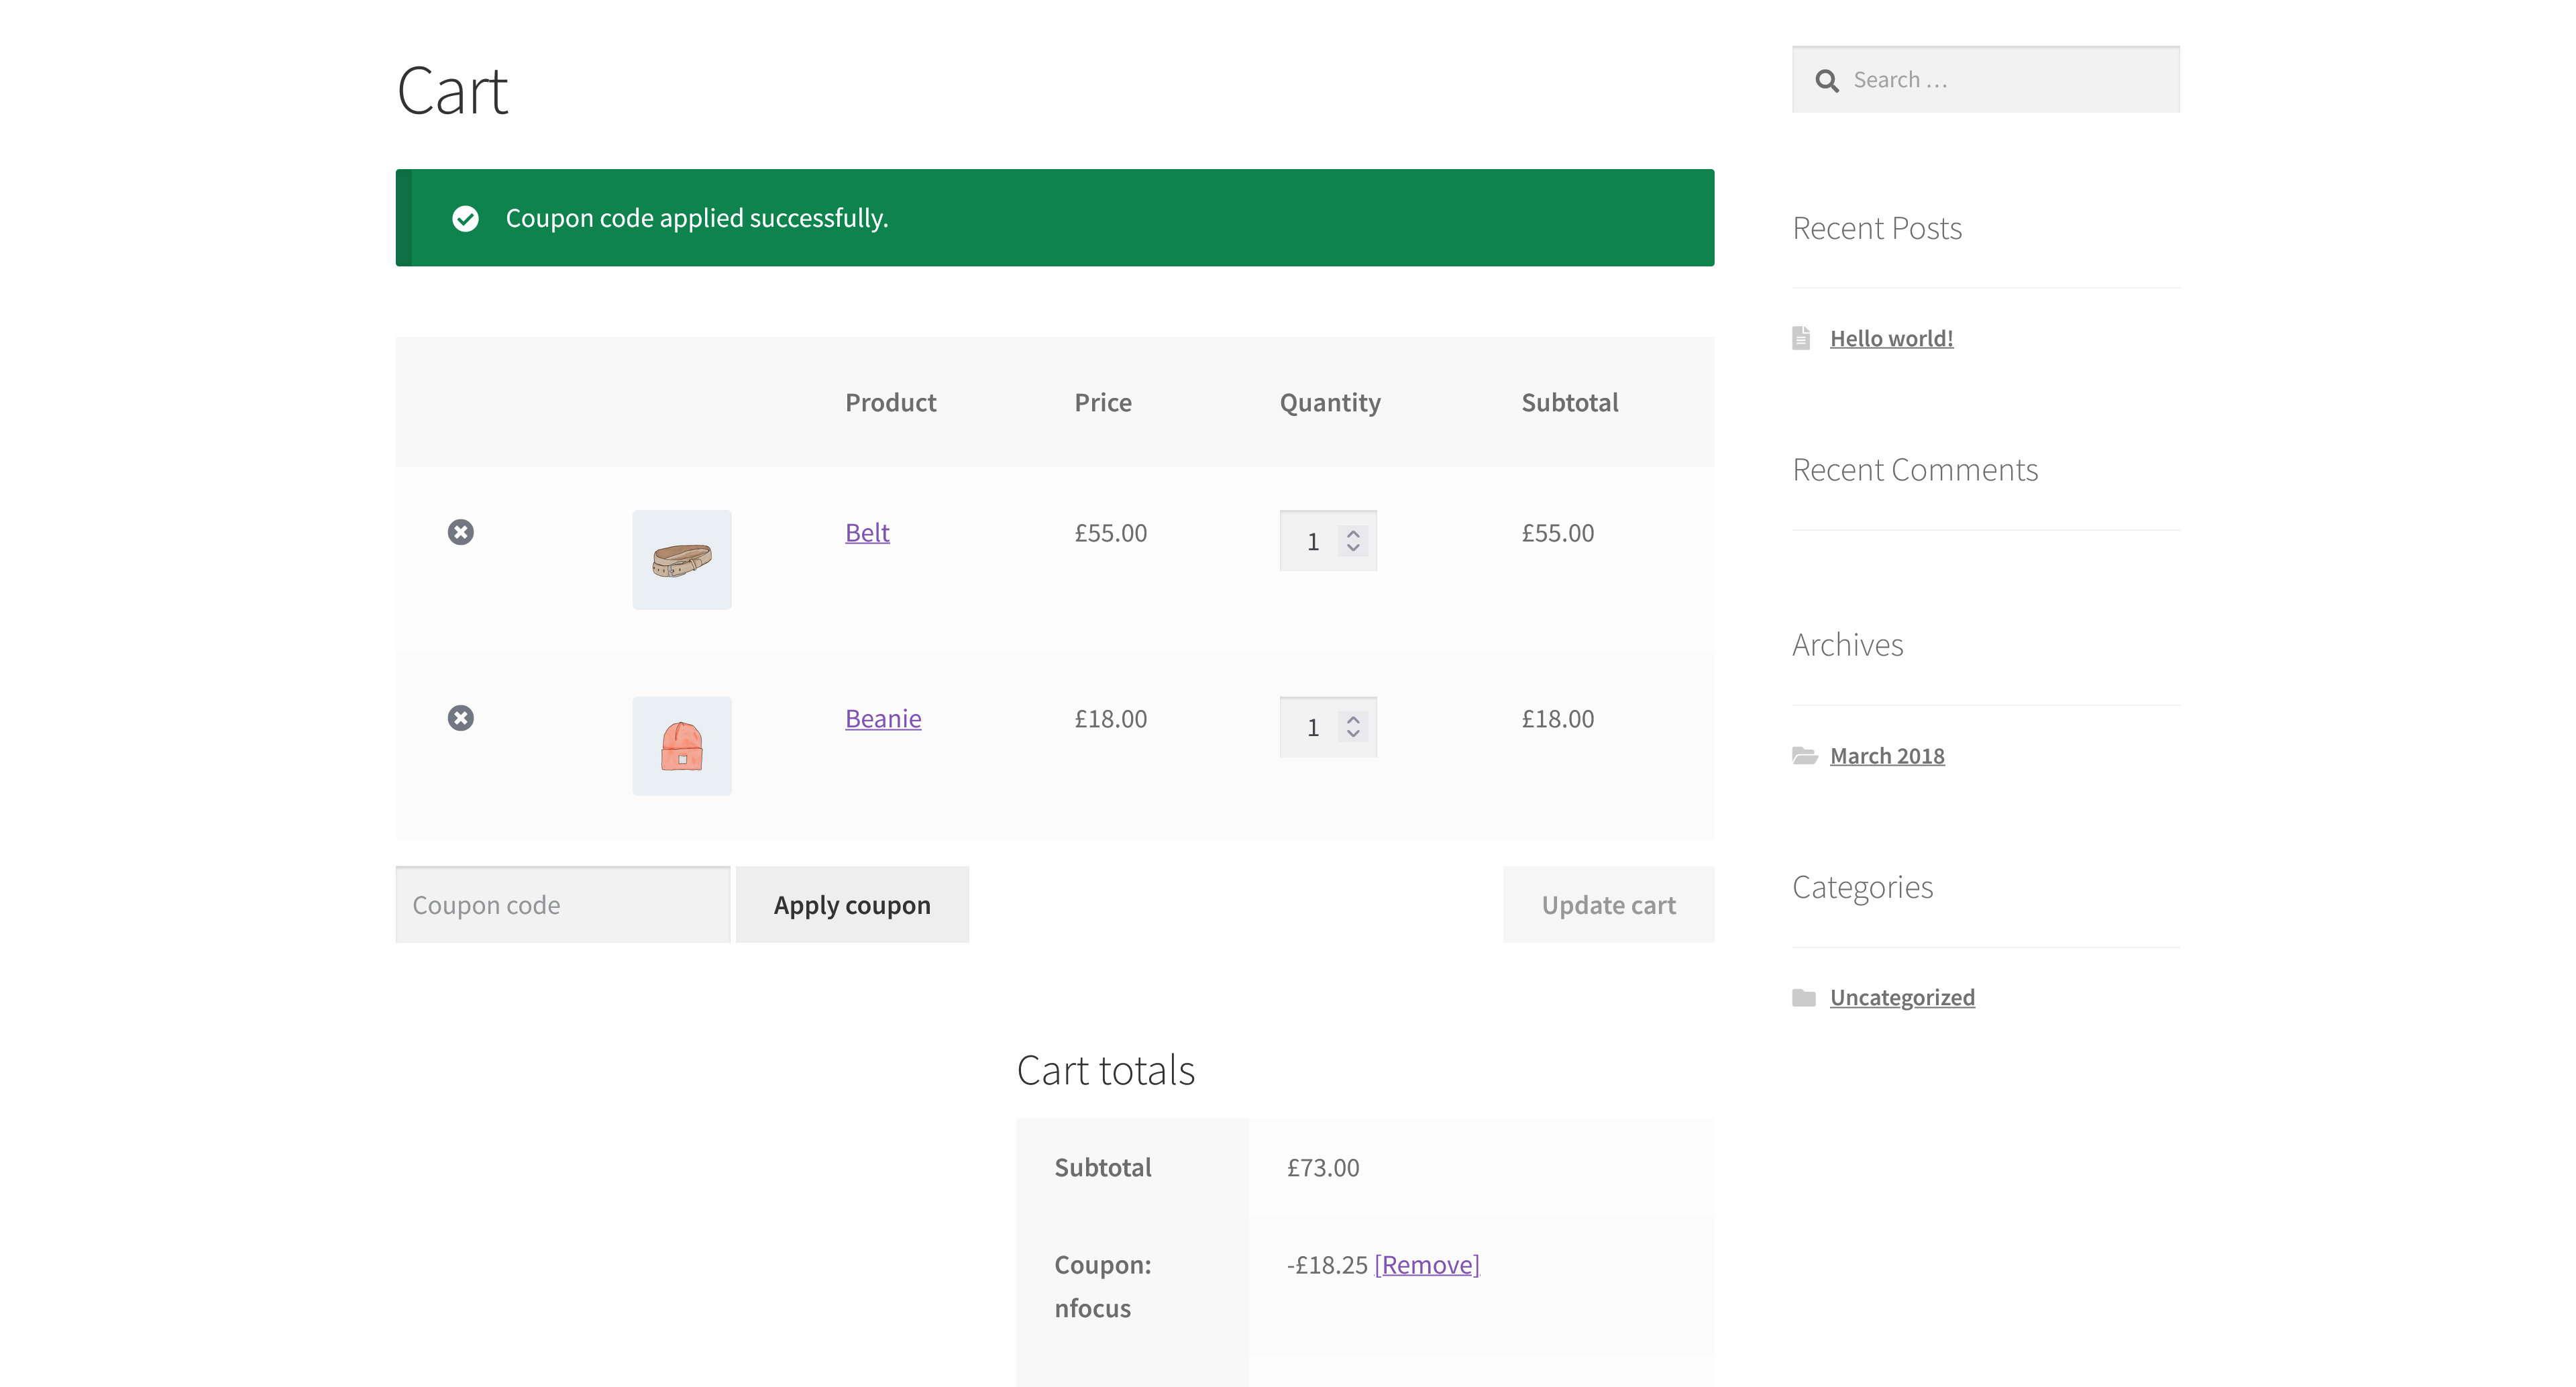 Cart
Coupon code applied successfully.
Product Price Quantity Subtotal
Belt £55.00 1 £55.00
Beanie £18.00 1 £18.00
Coupon code Apply coupon Update cart
Cart totals
Subtotal £73.00
Coupon: -£18.25 [Remove]
nfocus
Search …
Recent Posts
Hello world!
Recent Comments
Archives
March 2018
Categories
Uncategorized